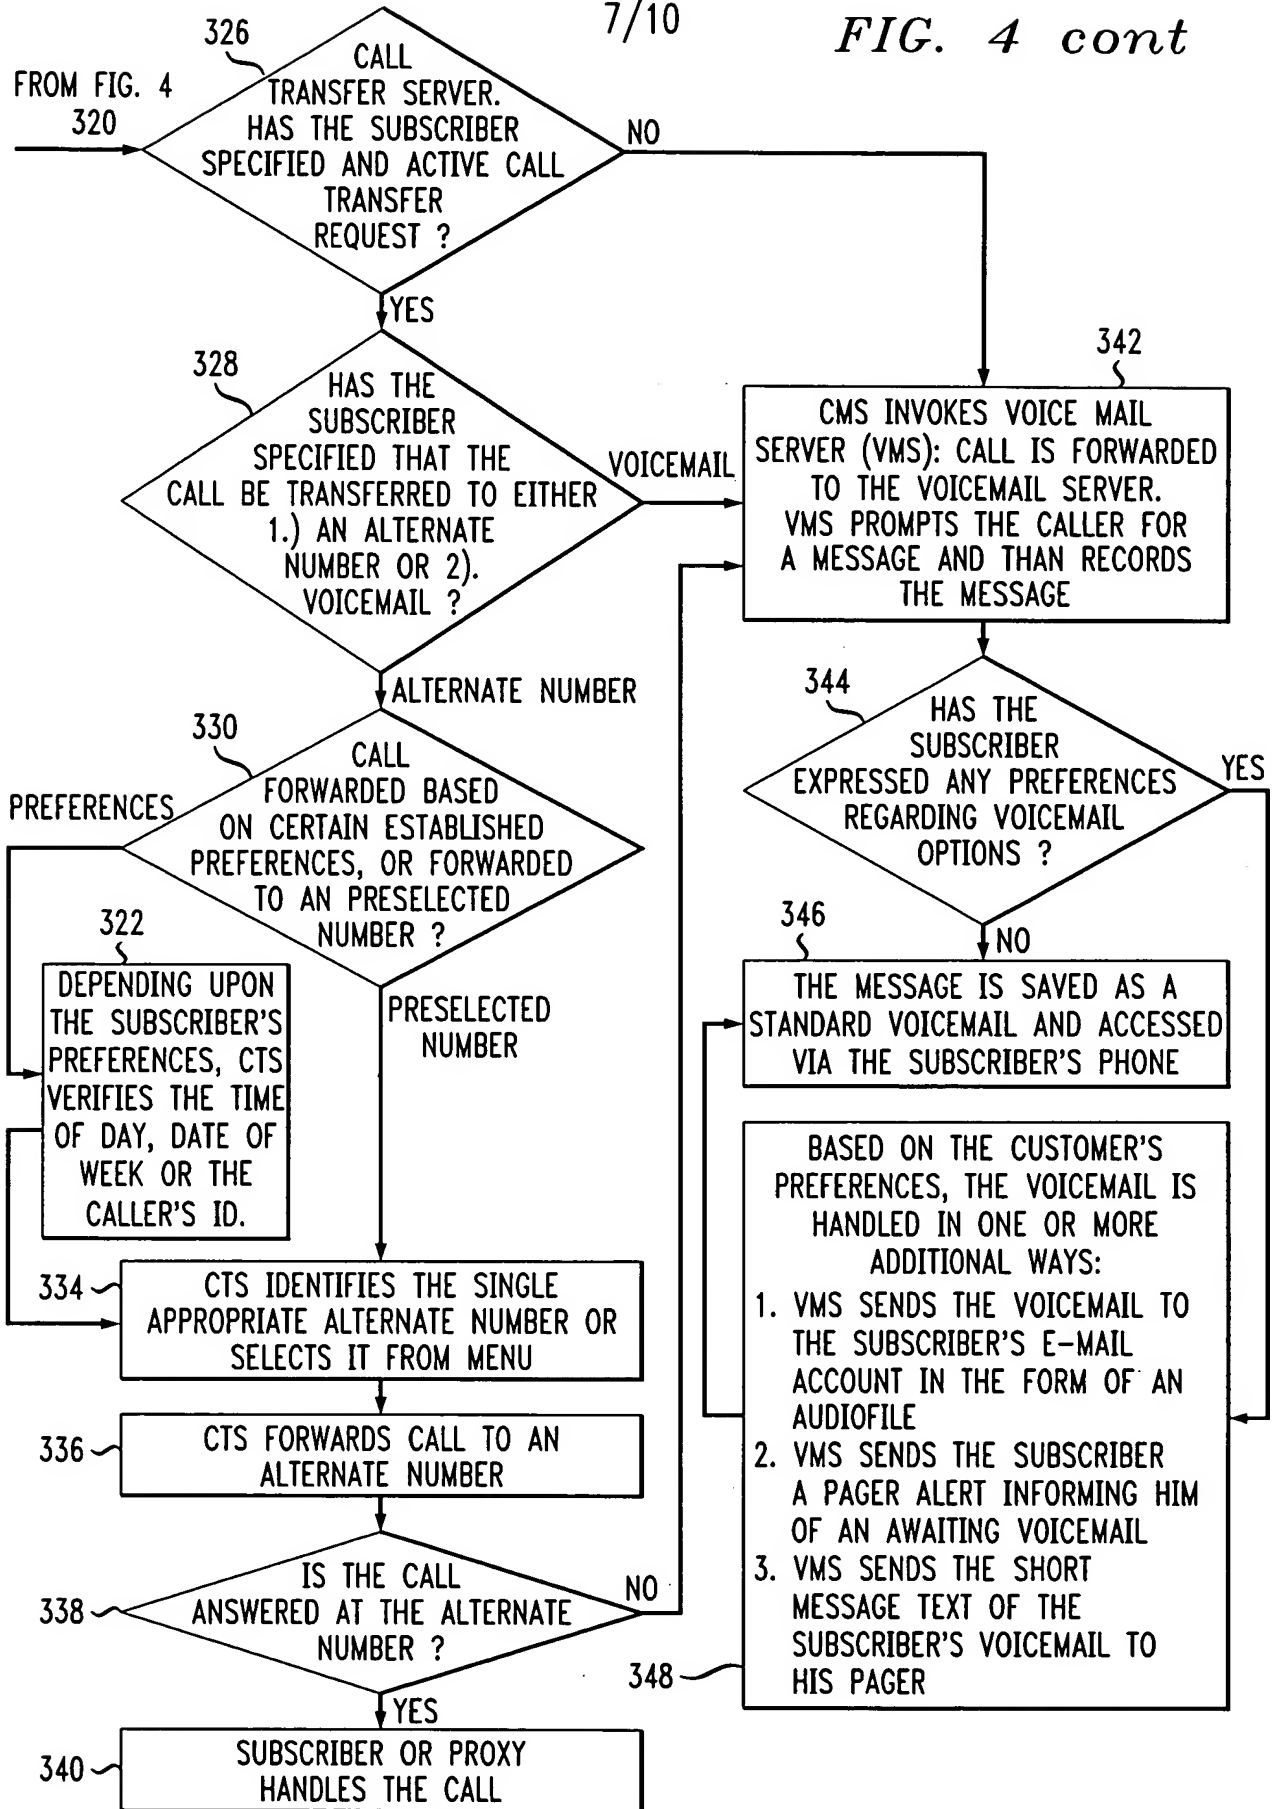 7/10
FIG. 4 cont
FROM FIG. 4
320
326
CALL
TRANSFER SERVER.
HAS THE SUBSCRIBER
SPECIFIED AND ACTIVE CALL
TRANSFER
REQUEST ?
NO
YES
328
HAS THE
SUBSCRIBER
SPECIFIED THAT THE
CALL BE TRANSFERRED TO EITHER
1.) AN ALTERNATE
NUMBER OR 2).
VOICEMAIL ?
VOICEMAIL
ALTERNATE NUMBER
330
CALL
FORWARDED BASED
ON CERTAIN ESTABLISHED
PREFERENCES, OR FORWARDED
TO AN PRESELECTED
NUMBER ?
PREFERENCES
PRESELECTED
NUMBER
322
DEPENDING UPON
THE SUBSCRIBER'S
PREFERENCES, CTS
VERIFIES THE TIME
OF DAY, DATE OF
WEEK OR THE
CALLER'S ID.
334
CTS IDENTIFIES THE SINGLE
APPROPRIATE ALTERNATE NUMBER OR
SELECTS IT FROM MENU
336
CTS FORWARDS CALL TO AN
ALTERNATE NUMBER
338
IS THE CALL
ANSWERED AT THE ALTERNATE
NUMBER ?
NO
YES
340
SUBSCRIBER OR PROXY
HANDLES THE CALL
342
CMS INVOKES VOICE MAIL
SERVER (VMS): CALL IS FORWARDED
TO THE VOICEMAIL SERVER.
VMS PROMPTS THE CALLER FOR
A MESSAGE AND THAN RECORDS
THE MESSAGE
344
HAS THE
SUBSCRIBER
EXPRESSED ANY PREFERENCES
REGARDING VOICEMAIL
OPTIONS ?
YES
NO
346
THE MESSAGE IS SAVED AS A
STANDARD VOICEMAIL AND ACCESSED
VIA THE SUBSCRIBER'S PHONE
BASED ON THE CUSTOMER'S
PREFERENCES, THE VOICEMAIL IS
HANDLED IN ONE OR MORE
ADDITIONAL WAYS:
1. VMS SENDS THE VOICEMAIL TO
THE SUBSCRIBER'S E-MAIL
ACCOUNT IN THE FORM OF AN
AUDIOFILE
2. VMS SENDS THE SUBSCRIBER
A PAGER ALERT INFORMING HIM
OF AN AWAITING VOICEMAIL
3. VMS SENDS THE SHORT
MESSAGE TEXT OF THE
SUBSCRIBER'S VOICEMAIL TO
HIS PAGER
348